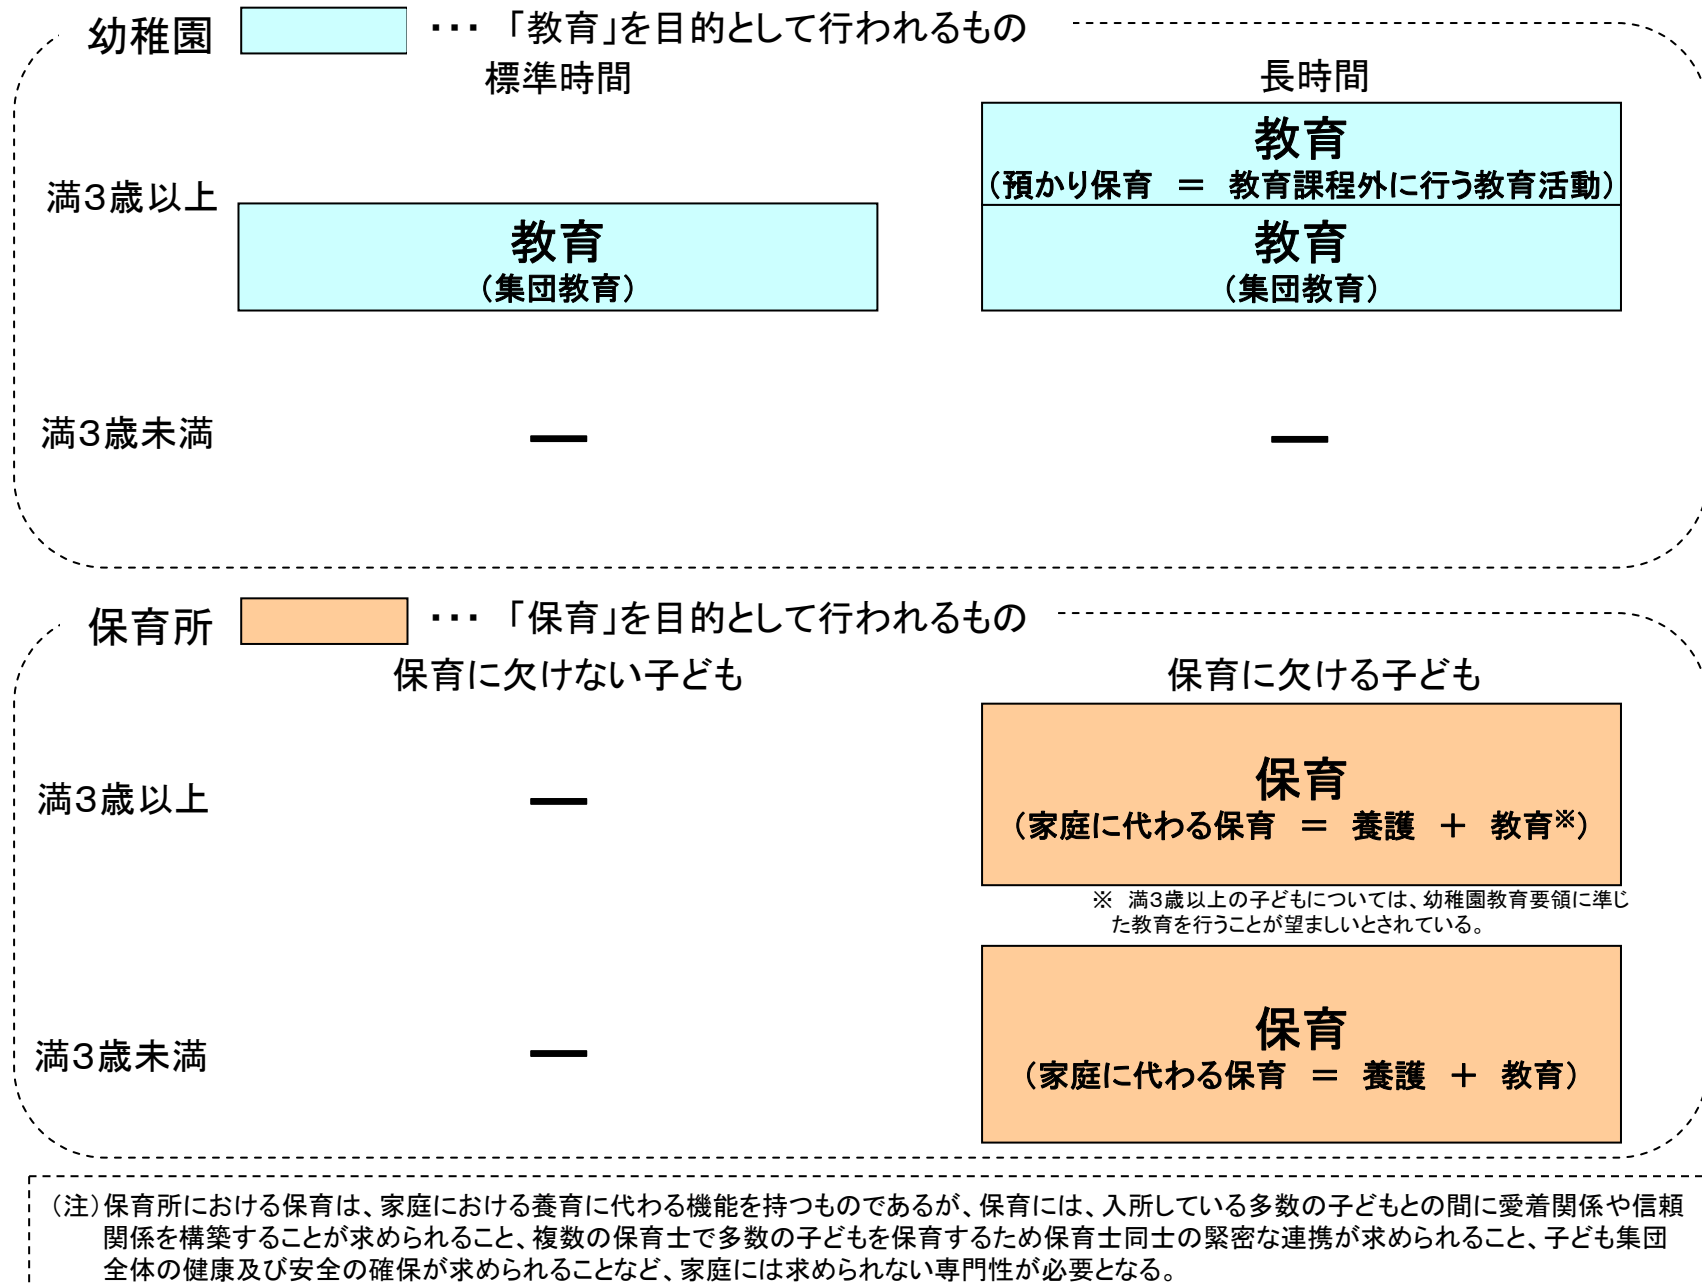 幼稚園 ・・・ 「教育」を目的として行われるもの
標準時間 長時間
教育
（預かり保育 ＝ 教育課程外に行う教育活動）
満３歳以上
教育 教育
（集団教育） （集団教育）
満３歳未満 ― ―
保育所 ・・・ 「保育」を目的として行われるもの
保育に欠けない子ども 保育に欠ける子ども
満３歳以上 ― 保育
（家庭に代わる保育 ＝ 養護 ＋ 教育※）
※ 満３歳以上の子どもについては、幼稚園教育要領に準じ
た教育を行うことが望ましいとされている。
満３歳未満 ― 保育
（家庭に代わる保育 ＝ 養護 ＋ 教育）
（注）保育所における保育は、家庭における養育に代わる機能を持つものであるが、保育には、入所している多数の子どもとの間に愛着関係や信頼
関係を構築することが求められること、複数の保育士で多数の子どもを保育するため保育士同士の緊密な連携が求められること、子ども集団
全体の健康及び安全の確保が求められることなど、家庭には求められない専門性が必要となる。